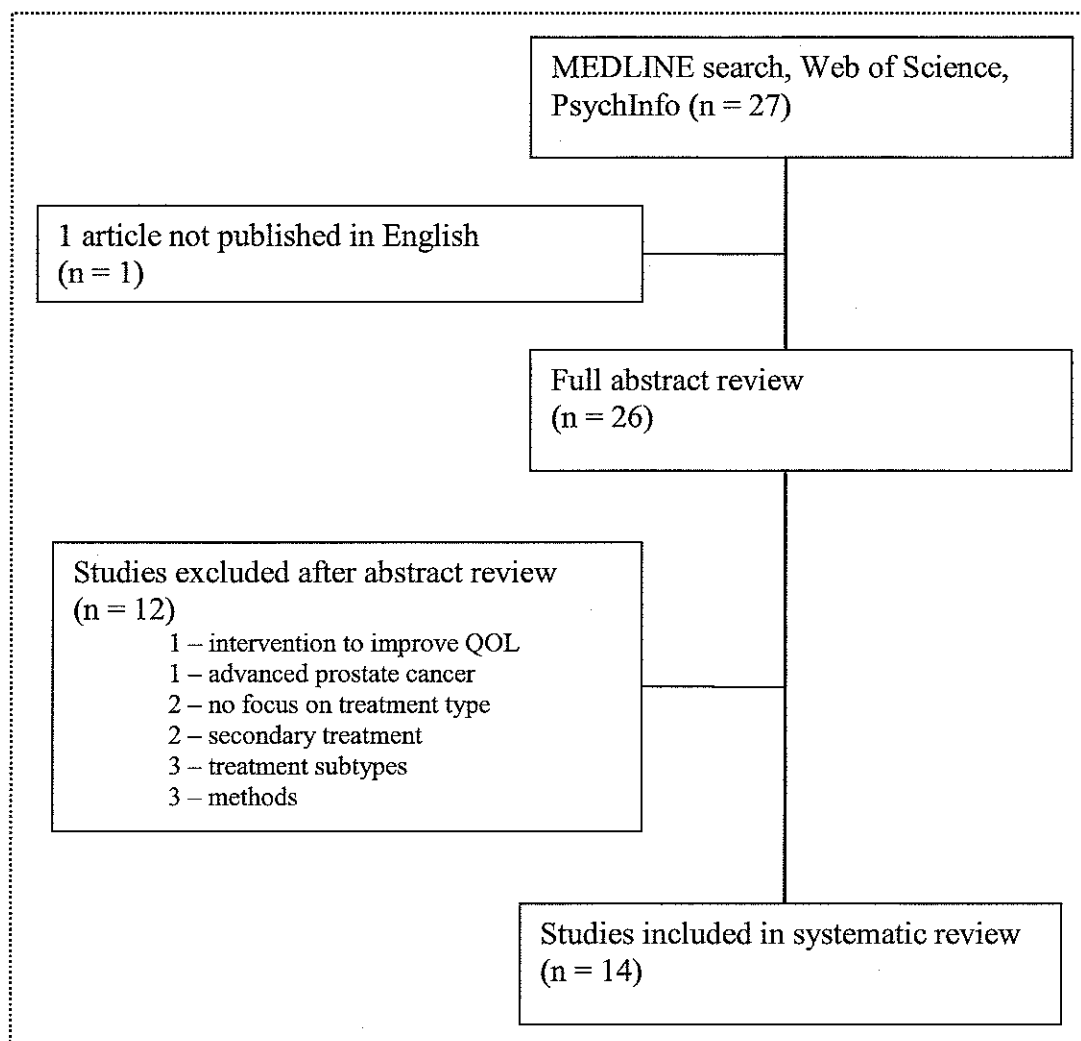 MEDLINE search, Web of Science,
PsychInfo (n = 27)
1 article not published in English
(n = 1)
Full abstract review
(n = 26)
Studies excluded after abstract review
(n = 12)
1 – intervention to improve QOL
1 – advanced prostate cancer
2 – no focus on treatment type
2 – secondary treatment
3 – treatment subtypes
3 – methods
Studies included in systematic review
(n = 14)